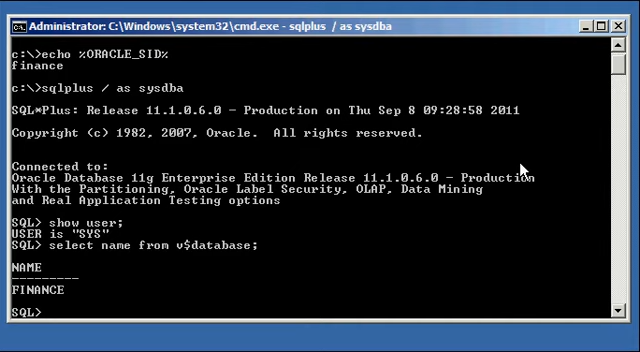 Administrator: C:\Windows\system32\cmd.exe - sqlplus / as sysdba
c:\>echo %ORACLE_SID%
finance
c:\>sqlplus / as sysdba
SQL*Plus: Release 11.1.0.6.0 - Production on Thu Sep 8 09:28:58 2011
Copyright (c) 1982, 2007, Oracle.  All rights reserved.
Connected to:
Oracle Database 11g Enterprise Edition Release 11.1.0.6.0 - Production
With the Partitioning, Oracle Label Security, OLAP, Data Mining
and Real Application Testing options
SQL> show user;
USER is "SYS"
SQL> select name from v$database;
NAME
---------
FINANCE
SQL>